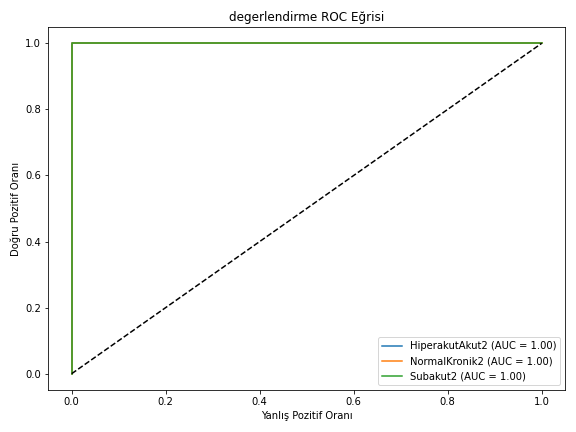 degerlendirme ROC Eğrisi
1.0
0.8
0.6
0.4
0.2
0.0
Doğru Pozitif Oranı
HiperakutAkut2 (AUC = 1.00)
NormalKronik2 (AUC = 1.00)
Subakut2 (AUC = 1.00)
0.0 0.2 0.4 0.6 0.8 1.0
Yanlış Pozitif Oranı